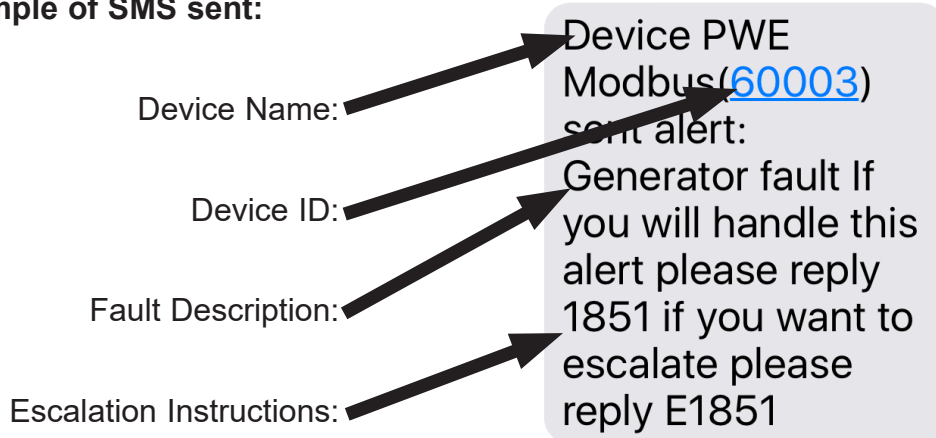 mple of SMS sent:
Device Name:
Device ID:
Fault Description:
Escalation Instructions:
Device PWE
Modbus(60003)
sent alert:
Generator fault If
you will handle this
alert please reply
1851 if you want to
escalate please
reply E1851